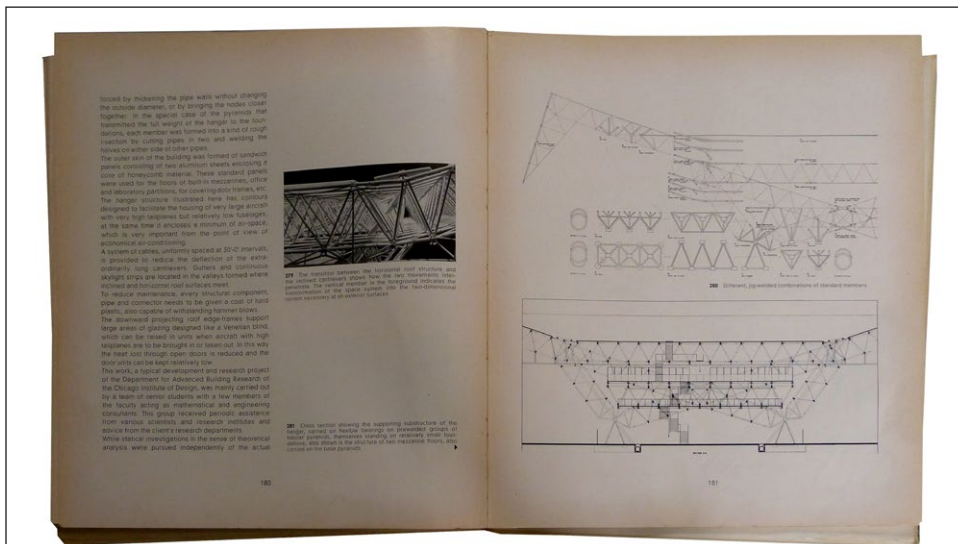 forced by thickening the pipe walls without changing
the outside diameter, or by bringing the nodes closer
together. In the special case of the pyramids that
transmitted the full weight of the hanger to the foun-
dations, each member was formed into a kind of rough
I-section by cutting pipes in two and welding the
halves on either side of other pipes.
The outer skin of the building was formed of sandwich
panels consisting of two aluminum sheets enclosing a
core of honeycomb material. These standard panels
were used for the floors of built-in mezzanines, office
and laboratory partitions, for covering door frames, etc.
The hanger structure illustrated here has contours
designed to facilitate the housing of very large aircraft
with very high tailplanes but relatively low fuselages,
at the same time it encloses a minimum of air-space,
which is very important from the point of view of
economical air-conditioning.
A system of cables, uniformly spaced at 30'-0" intervals,
is provided to reduce the deflection of the extra-
ordinarily long cantilevers. Gutters and continuous
skylight strips are located in the valleys formed where
inclined and horizontal roof surfaces meet.
To reduce maintenance, every structural component,
pipe and connector needs to be given a coat of hard
plastic, also capable of withstanding hammer blows.
The downward projecting roof edge-frames support
large areas of glazing designed like a Venetian blind,
which can be raised in units when aircraft with high
tailplanes are to be brought in or taken out. In this way
the heat lost through open doors is reduced and the
door units can be kept relatively low.
This work, a typical development and research project
of the Department for Advanced Building Research of
the Chicago Institute of Design, was mainly carried out
by a team of senior students with a few members of
the faculty acting as mathematical and engineering
consultants. This group received periodic assistance
from various scientists and research institutes and
advice from the client's research departments.
While statical investigations in the sense of theoretical
analysis were pursued independently of the actual
379 The transition between the horizontal roof structure and
the inclined cantilevers shows how the two movements inter-
penetrate. The vertical member in the foreground indicates the
transformation of the space system into the two-dimensional
system necessary at all exterior surfaces.
381 Cross section showing the supporting substructure of the
hanger, carried on flexible bearings on prewelded groups of
tubular pyramids, themselves standing on relatively small foun-
dations; also shown is the structure of two mezzanine floors, also
carried on the base pyramids
180
380 Different, jig-welded combinations of standard members
181